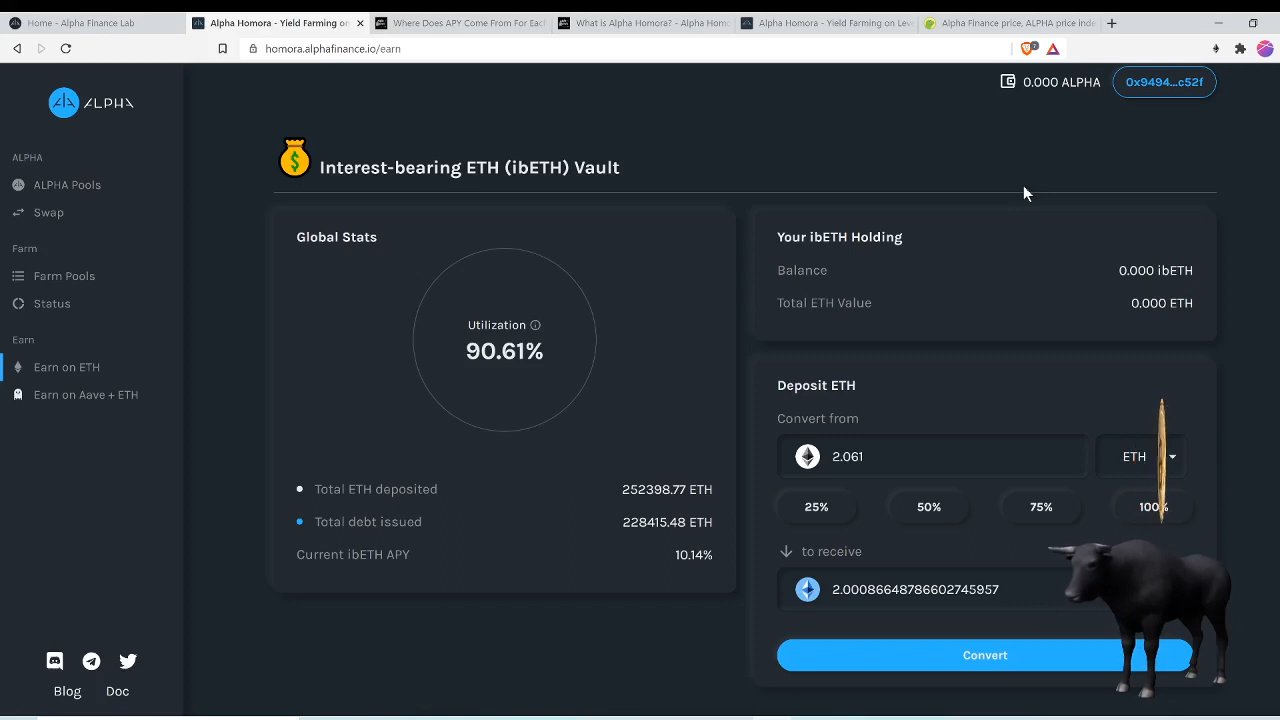 Home - Alpha Finance Lab
Alpha Homora - Yield Farming on
Where Does APY Come From For Eac
What is Alpha Homora? - Alpha Homo
Alpha Homora - Yield Farming on Leve
Alpha Finance price, ALPHA price inde
homora.alphafinance.io/earn
7
ALPHA
0.000 ALPHA
0x9494...c52f
ALPHA
ALPHA Pools
Swap
Farm
Farm Pools
Status
Earn
Earn on ETH
Earn on Aave + ETH
Blog
Doc
Interest-bearing ETH (ibETH) Vault
Global Stats
Utilization
90.61%
Total ETH deposited 252398.77 ETH
Total debt issued 228415.48 ETH
Current ibETH APY 10.14%
Your ibETH Holding
Balance 0.000 ibETH
Total ETH Value 0.000 ETH
Deposit ETH
Convert from
2.061 ETH
25% 50% 75% 100%
to receive
2.00086648786602745957
Convert